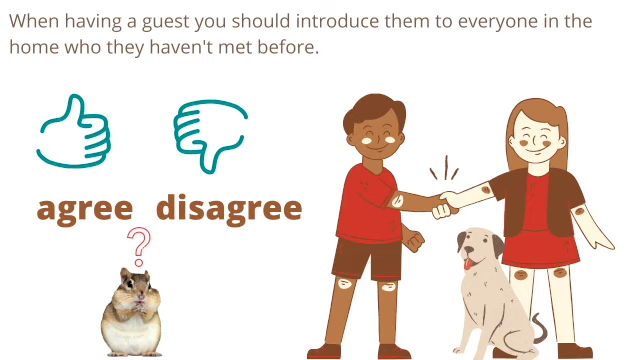 When having a guest you should introduce them to everyone in the
home who they haven't met before.
agree disagree
?